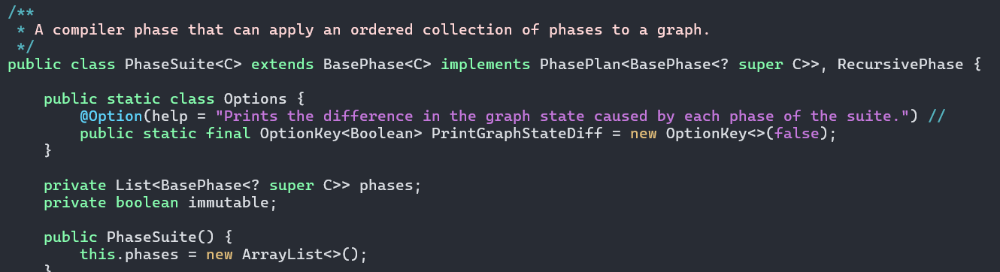 /**
 * A compiler phase that can apply an ordered collection of phases to a graph.
 */
public class PhaseSuite<C> extends BasePhase<C> implements PhasePlan<BasePhase<? super C>>, RecursivePhase {

    public static class Options {
        @Option(help = "Prints the difference in the graph state caused by each phase of the suite.") //
        public static final OptionKey<Boolean> PrintGraphStateDiff = new OptionKey<>(false);
    }

    private List<BasePhase<? super C>> phases;
    private boolean immutable;

    public PhaseSuite() {
        this.phases = new ArrayList<>();
    }